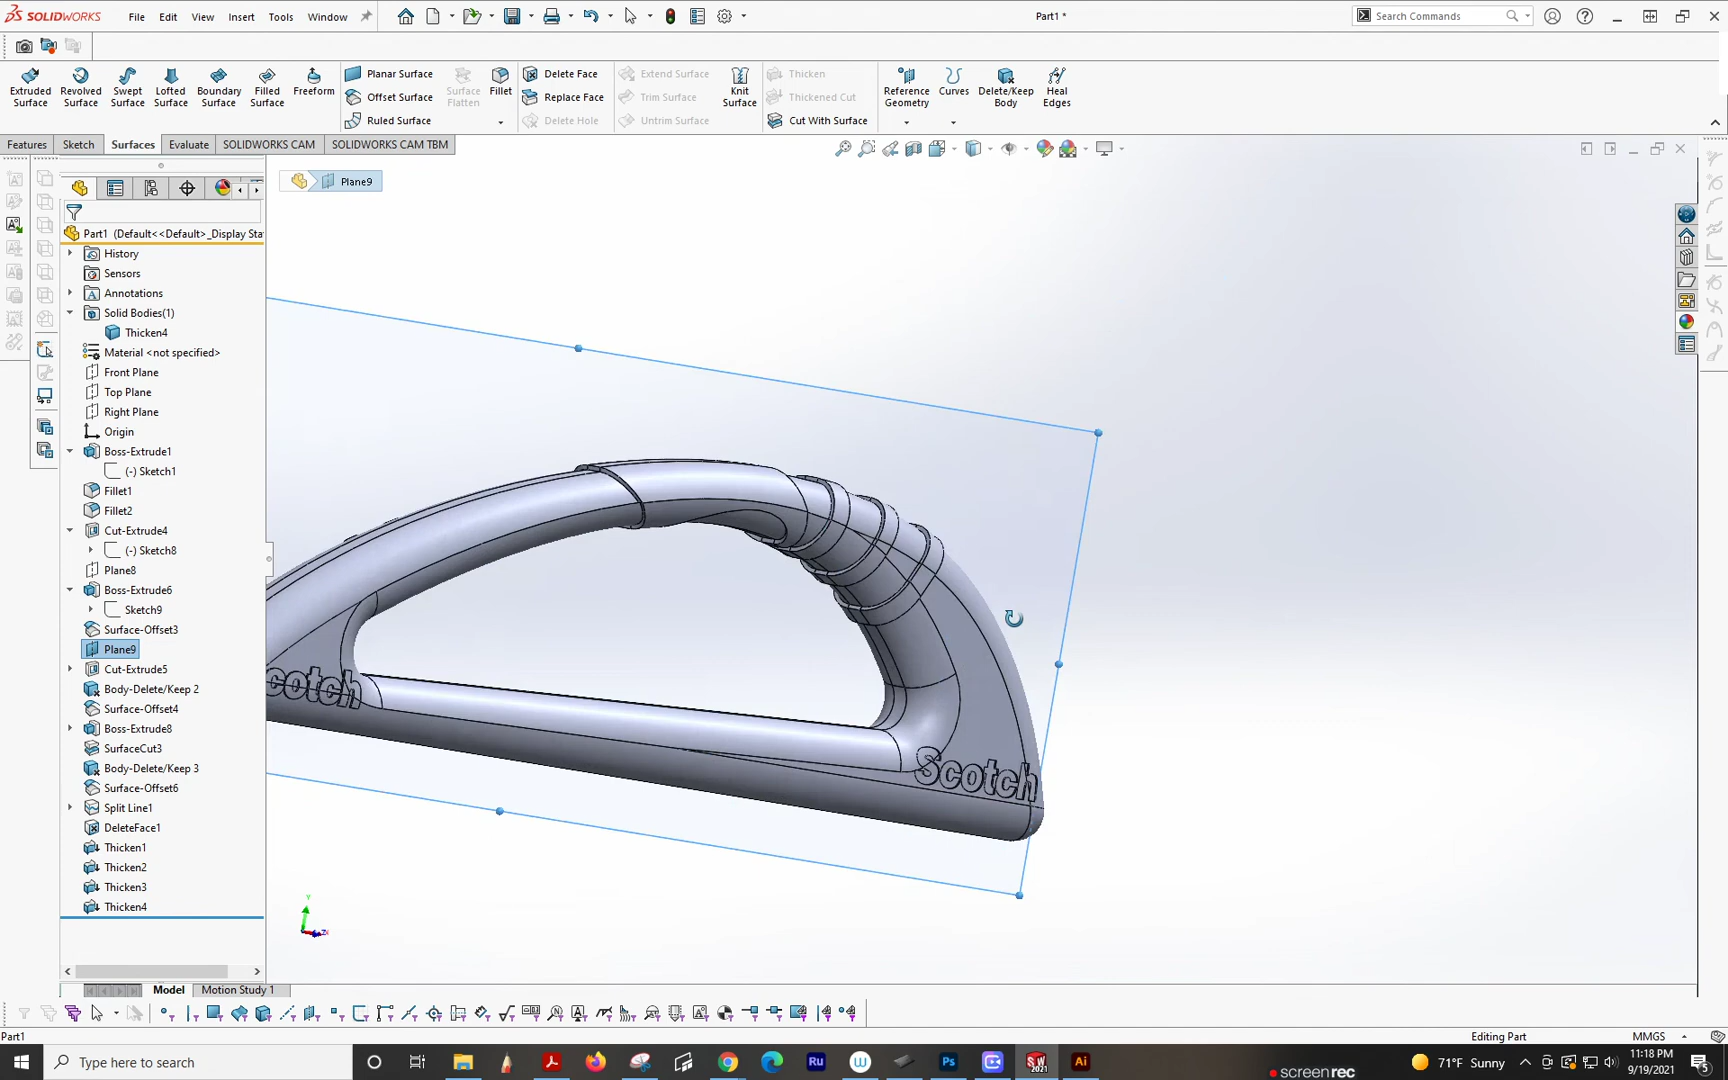 SOLIDWORKS File Edit View Insert Tools Window Part1 * Search Commands
Extruded Surface Revolved Surface Swept Surface Lofted Surface Boundary Surface Filled Surface Freeform
Planar Surface Offset Surface Ruled Surface
Surface Flatten Fillet
Delete Face Replace Face Delete Hole
Extend Surface Trim Surface Untrim Surface
Knit Surface
Thicken Thickened Cut Cut With Surface
Reference Geometry Curves Delete/Keep Body Heal Edges
Features Sketch Surfaces Evaluate SOLIDWORKS CAM SOLIDWORKS CAM TBM
Plane9
Part1 (Default<<Default>_Display Sta
History
Sensors
Annotations
Solid Bodies(1)
Thicken4
Material <not specified>
Front Plane
Top Plane
Right Plane
Origin
Boss-Extrude1
(-) Sketch1
Fillet1
Fillet2
Cut-Extrude4
(-) Sketch8
Plane8
Boss-Extrude6
Sketch9
Surface-Offset3
Plane9
Cut-Extrude5
Body-Delete/Keep 2
Surface-Offset4
Boss-Extrude8
SurfaceCut3
Body-Delete/Keep 3
Surface-Offset6
Split Line1
DeleteFace1
Thicken1
Thicken2
Thicken3
Thicken4
cotch
Scotch
Model Motion Study 1
Part1 Editing Part MMGS
Type here to search 71°F Sunny 11:18 PM
9/19/2021
screenrec